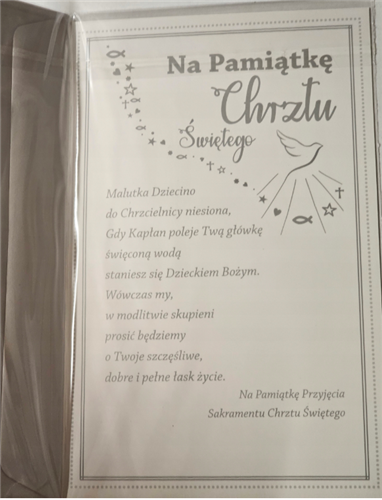 Na Pamiątkę
Chrztu
Świętego
Malutka Dziecino
do Chrzcielnicy niesiona,
Gdy Kapłan poleje Twą główkę
święconą wodą
staniesz się Dzieckiem Bożym.
Wówczas my,
w modlitwie skupieni
prosić będziemy
o Twoje szczęśliwe,
dobre i pełne łask życie.
Na Pamiątkę Przyjęcia
Sakramentu Chrztu Świętego